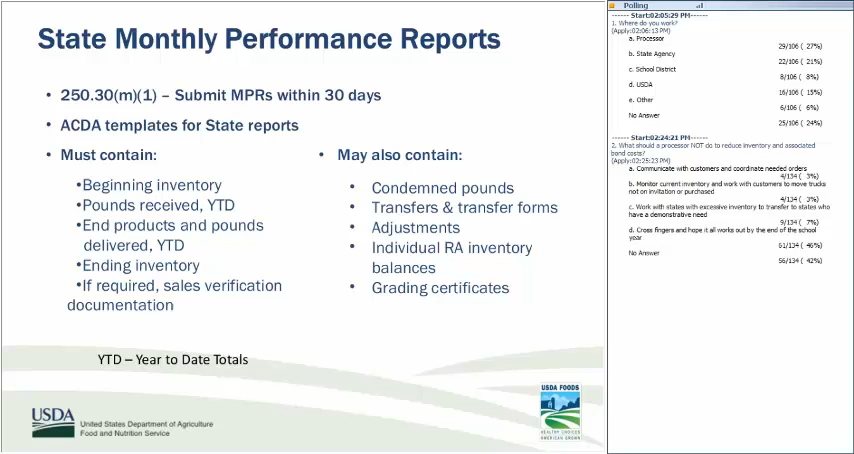 State Monthly Performance Reports
• 250.30(m)(1) – Submit MPRs within 30 days
• ACDA templates for State reports
• Must contain:
•Beginning inventory
•Pounds received, YTD
•End products and pounds
delivered, YTD
•Ending inventory
•If required, sales verification
documentation
• May also contain:
• Condemned pounds
• Transfers & transfer forms
• Adjustments
• Individual RA inventory
balances
• Grading certificates
YTD – Year to Date Totals
USDA
United States Department of Agriculture
Food and Nutrition Service
USDA FOODS
HEALTHY CHOICES
AMERICAN GROWN
Polling
------ Start:02:05:29 PM------
1. Where do you work?
(Apply:02:06:13 PM)
a. Processor
29/106 ( 27%)
b. State Agency
22/106 ( 21%)
c. School District
8/106 ( 8%)
d. USDA
16/106 ( 15%)
e. Other
6/106 ( 6%)
No Answer
25/106 ( 24%)
------ Start:02:24:21 PM------
2. What should a processor NOT do to reduce inventory and associated
bond costs?
(Apply:02:25:23 PM)
a. Communicate with customers and coordinate needed orders
4/134 ( 3%)
b. Monitor current inventory and work with customers to move trucks
not on invitation or purchased
4/134 ( 3%)
c. Work with states with excessive inventory to transfer to states who
have a demonstrative need
9/134 ( 7%)
d. Cross fingers and hope it all works out by the end of the school
year
61/134 ( 46%)
No Answer
56/134 ( 42%)